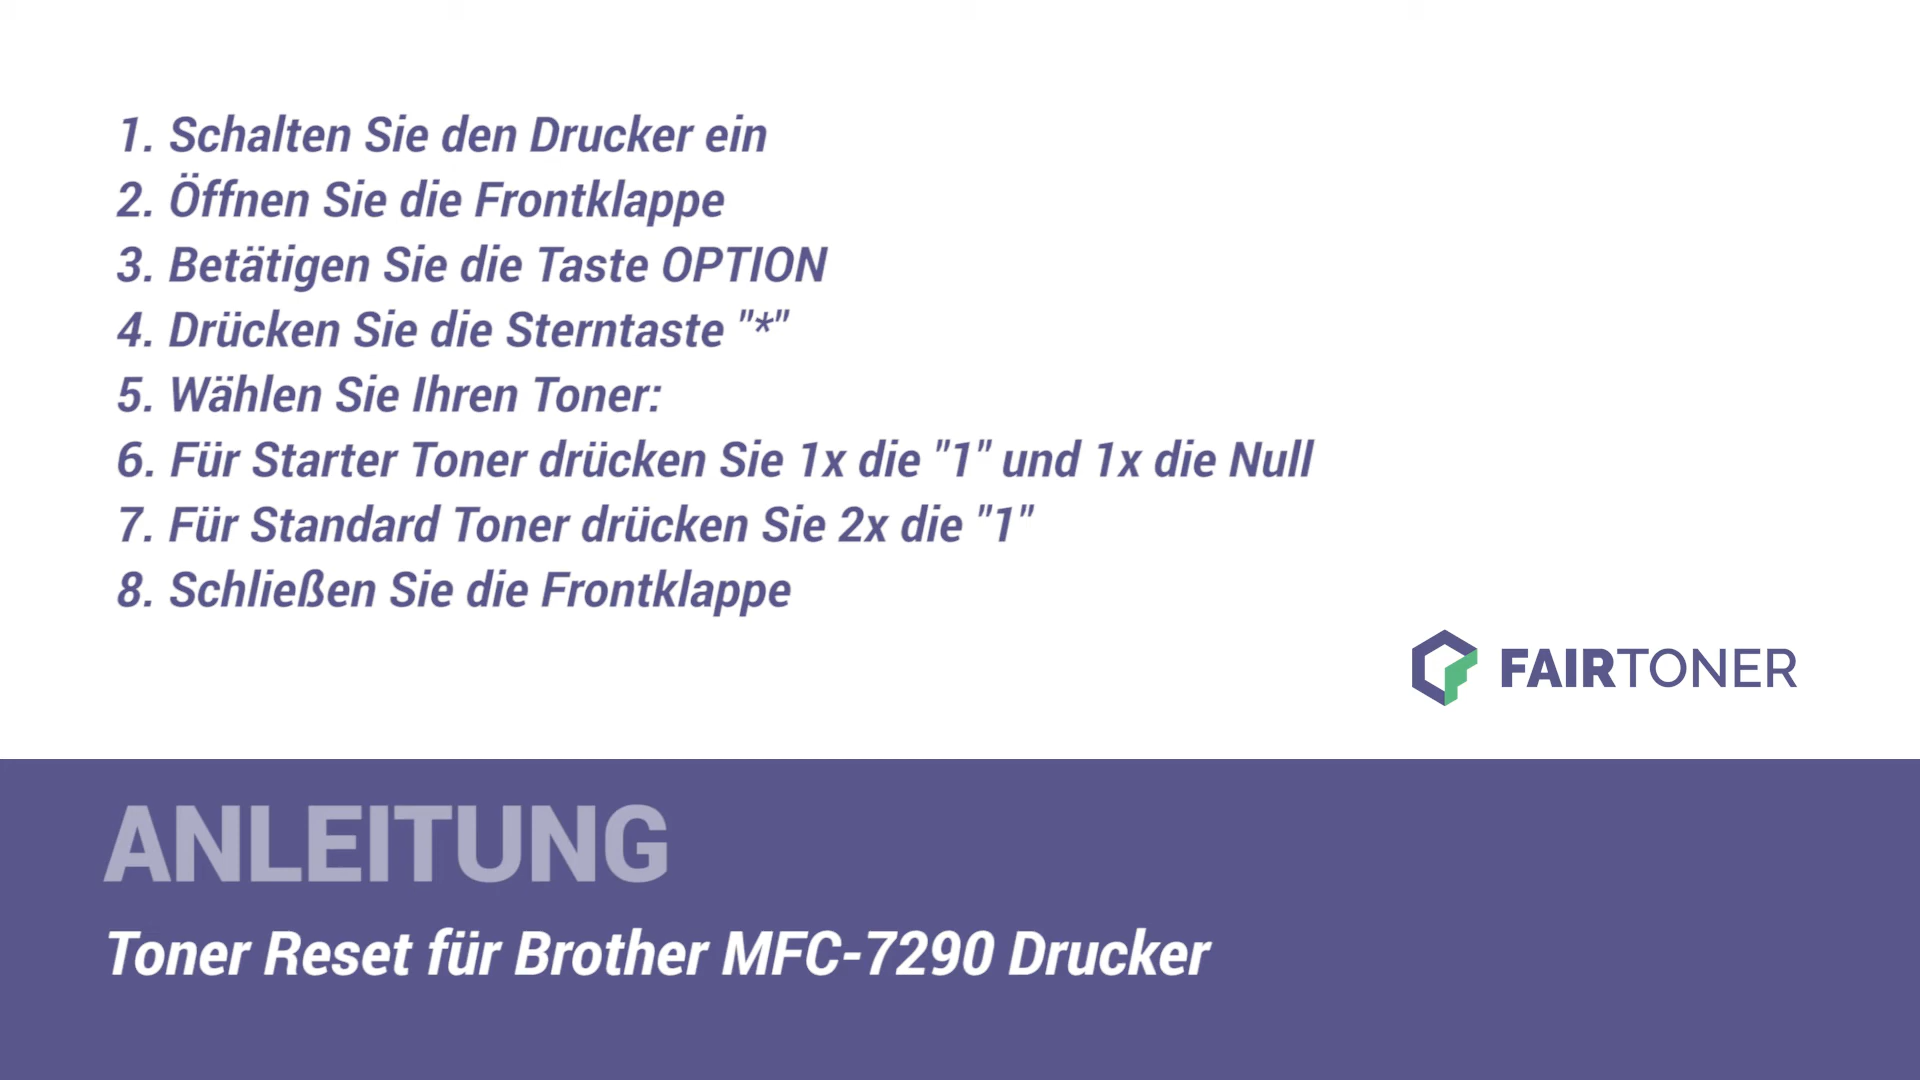 1. Schalten Sie den Drucker ein
2. Öffnen Sie die Frontklappe
3. Betätigen Sie die Taste OPTION
4. Drücken Sie die Sterntaste "*"
5. Wählen Sie Ihren Toner:
6. Für Starter Toner drücken Sie 1x die "1" und 1x die Null
7. Für Standard Toner drücken Sie 2x die "1"
8. Schließen Sie die Frontklappe
FAIRTONER
ANLEITUNG
Toner Reset für Brother MFC-7290 Drucker